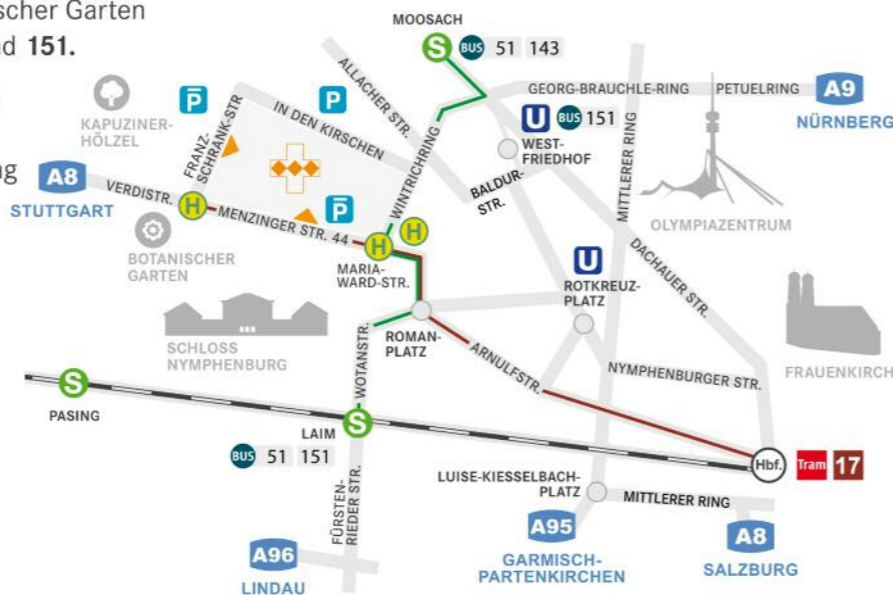 scher Garten
d 151.
ng
MOOSACH
S
BUS 51 143
ALLACHER STR.
GEORG-BRAUCHLE-RING
PETUELRING
A9
NÜRNBERG
P
P
KAPUZINER-
HÖLZEL
FRANZ-
SCHRANK-STR
IN DEN KIRSCHEN
WINTRICHRING
U
BUS 151
WEST-
FRIEDHOF
MITTLERER RING
BALDUR-
STR.
OLYMPIAZENTRUM
A8
STUTTGART
VERDISTR.
H
MENZINGER STR. 44
P
H
H
MARIA-
WARD-STR.
BOTANISCHER
GARTEN
U
ROTKREUZ-
PLATZ
DACHAUER STR.
SCHLOSS
NYMPHENBURG
ROMAN-
PLATZ
WOTANSTR.
ARNULFSTR.
NYMPHENBURGER STR.
FRAUENKIRCH
S
PASING
S
LAIM
BUS 51 151
FÜRSTEN-
RIEDER STR.
Hbf.
Tram 17
LUISE-KIESSELBACH-
PLATZ
MITTLERER RING
A95
GARMISCH-
PARTENKIRCHEN
A8
SALZBURG
A96
LINDAU